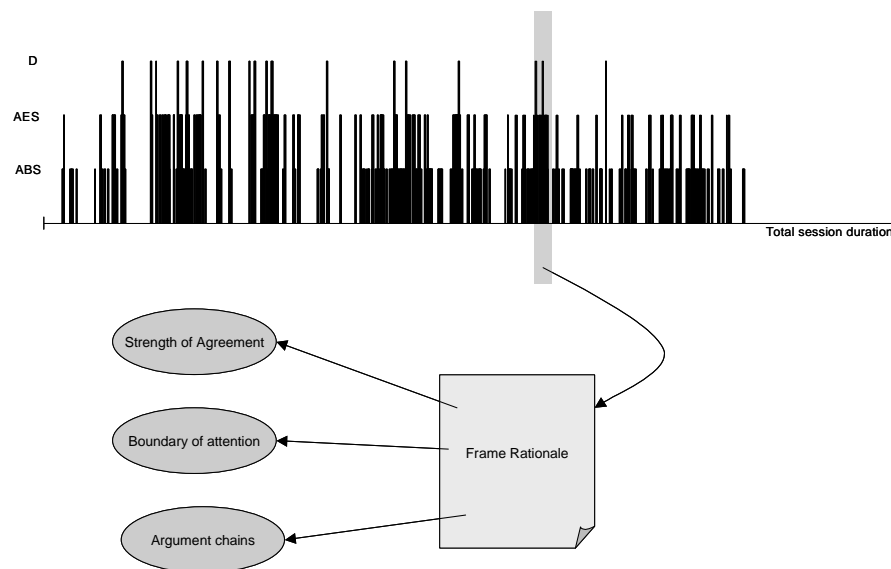 D
AES
ABS
Total session duration
Strength of Agreement
Boundary of attention
Frame Rationale
Argument chains